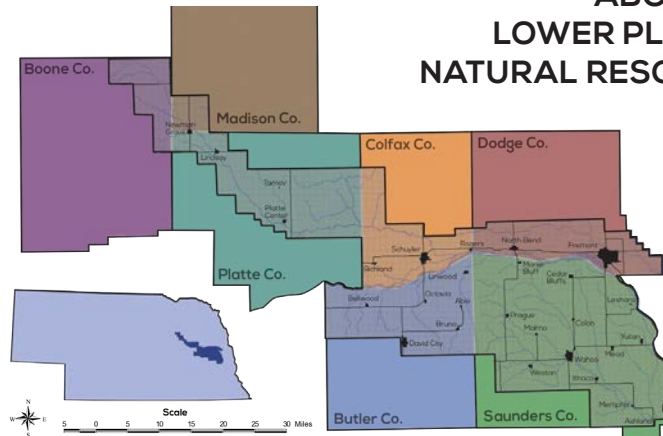 ABO
LOWER PL
NATURAL RESO
Boone Co.
Madison Co.
Newman Grove
Lindsay
Colfax Co.
Dodge Co.
Tarnov
Platte Center
Platte Co.
Schuyler
Rogers
North Bend
Fremont
Richland
Morse Bluff
Linwood
Cedar Bluffs
Bellwood
Octavia
Abie
Leshara
Prague
Colon
Bruno
Malmo
Yutan
David City
Wahoo
Mead
Weston
Ithaca
Memphis
Ashland
Butler Co.
Saunders Co.
N
W E
S
Scale
5 0 5 10 15 20 25 30 Miles